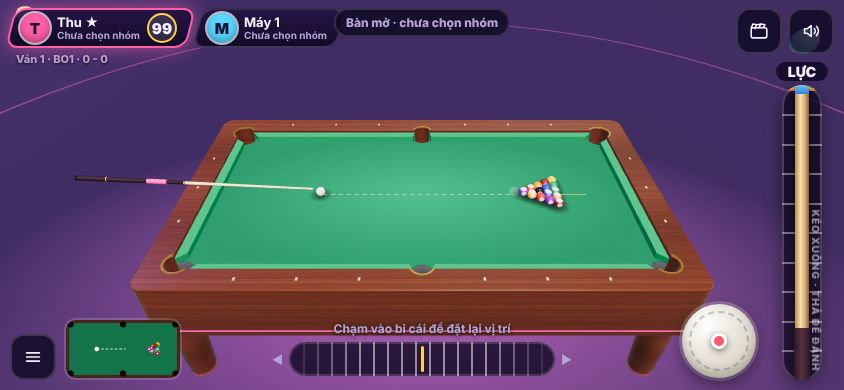 T
Thu ★
Chưa chọn nhóm
99
M
Máy 1
Chưa chọn nhóm
Bàn mở · chưa chọn nhóm
Ván 1 · BO1 · 0 - 0
LỰC
KÉO XUỐNG · THẢ ĐỂ ĐÁNH
Chạm vào bi cái để đặt lại vị trí